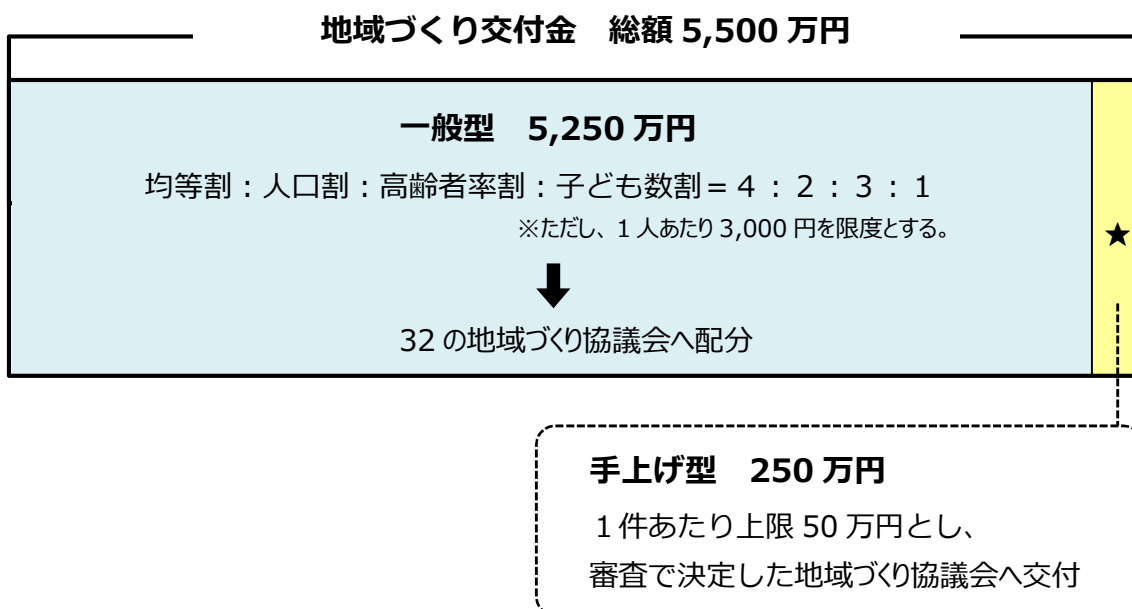 地域づくり交付金　総額 5,500 万円
一般型　5,250 万円
均等割：人口割：高齢者率割：子ども数割＝４：２：３：１
※ただし、１人あたり 3,000 円を限度とする。
★
32 の地域づくり協議会へ配分
手上げ型　250 万円
１件あたり上限 50 万円とし、
審査で決定した地域づくり協議会へ交付